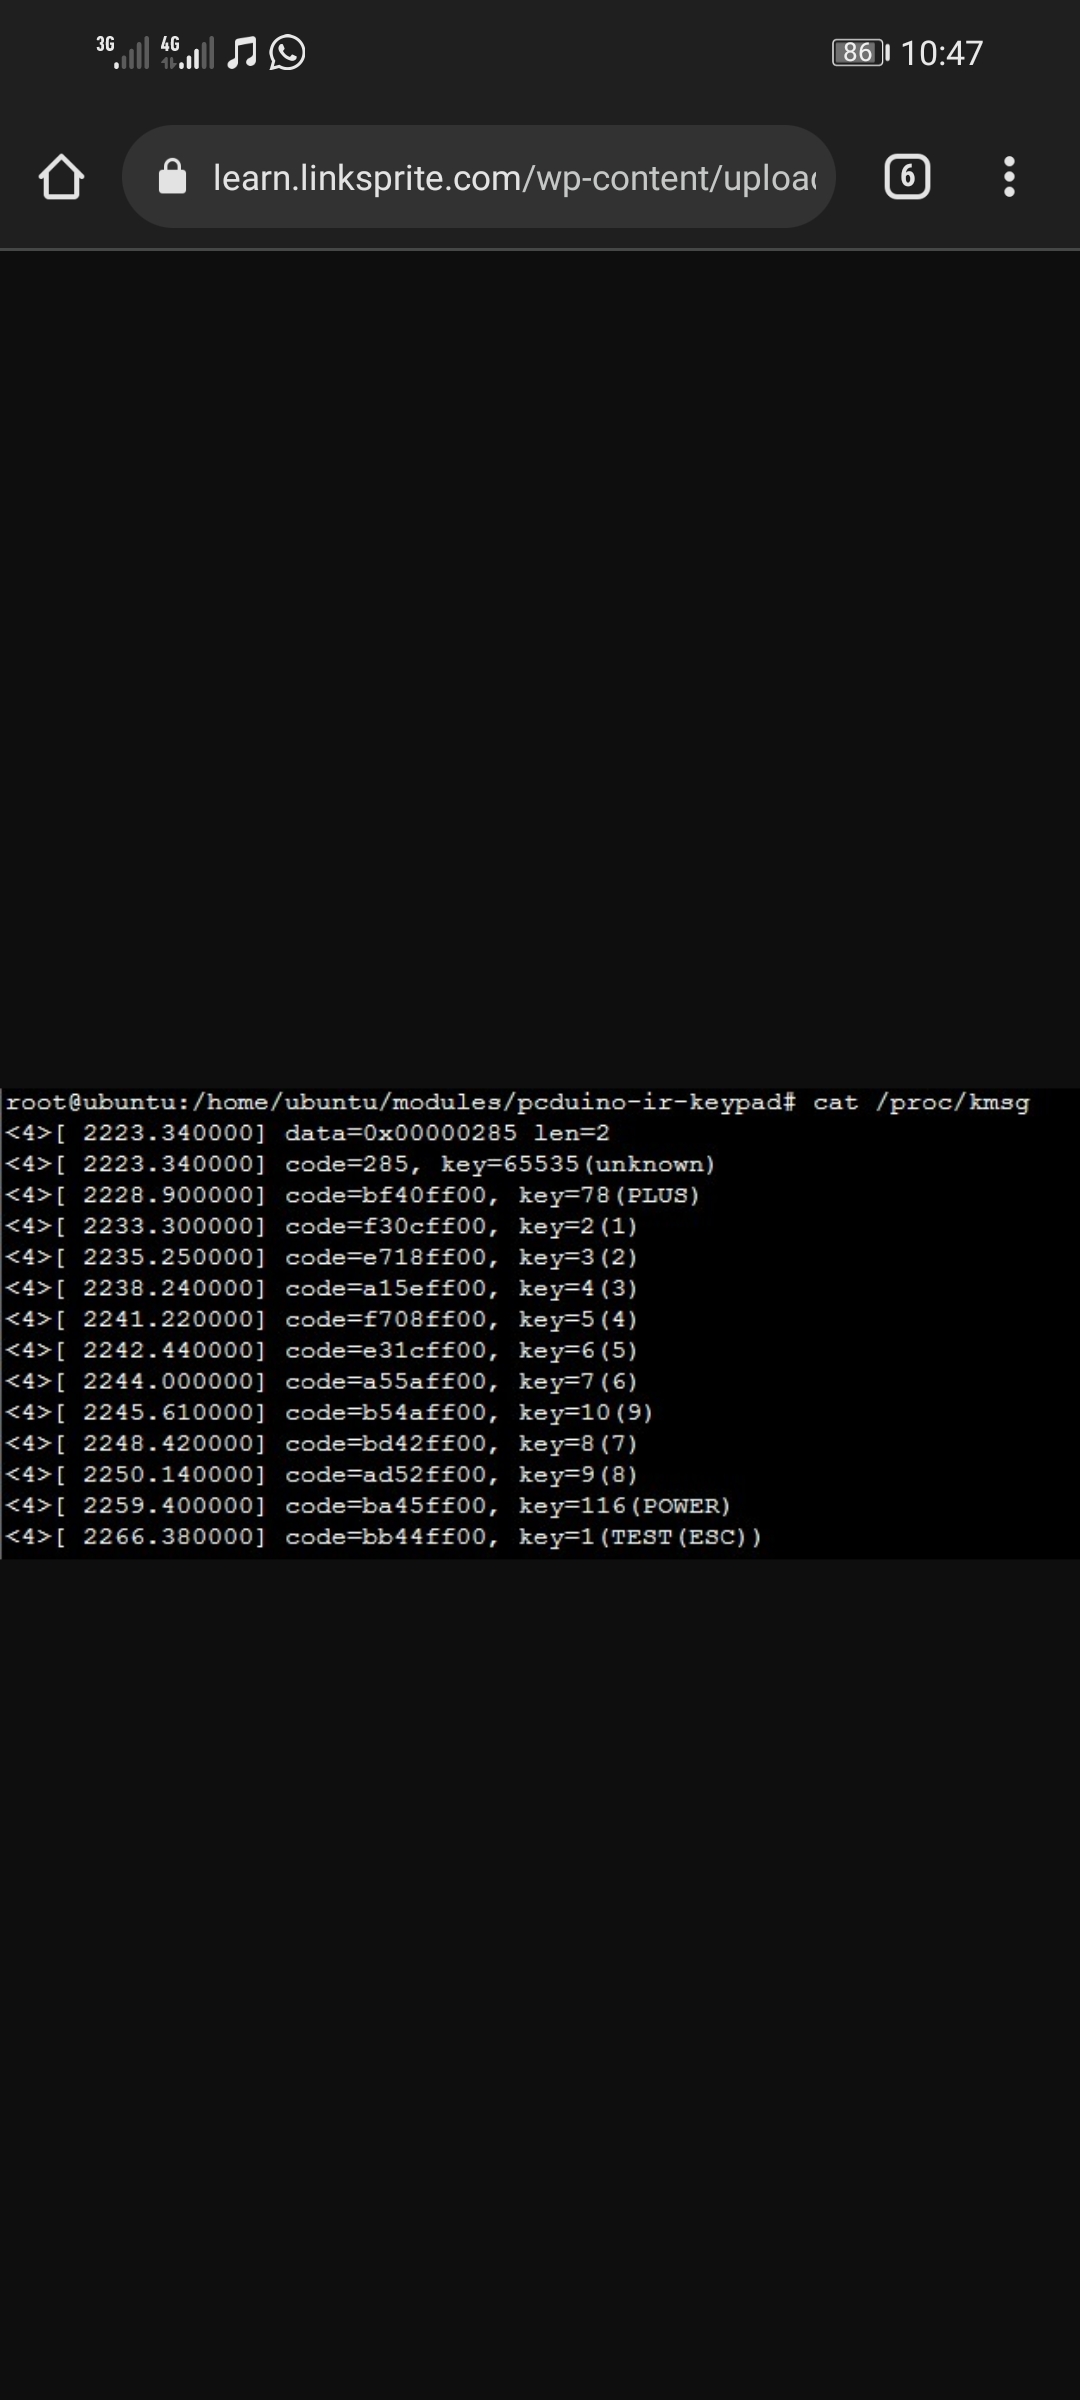 3G 4G 86 10:47
learn.linksprite.com/wp-content/uploa 6
root@ubuntu:/home/ubuntu/modules/pcduino-ir-keypad# cat /proc/kmsg
<4>[ 2223.340000] data=0x00000285 len=2
<4>[ 2223.340000] code=285, key=65535(unknown)
<4>[ 2228.900000] code=bf40ff00, key=78(PLUS)
<4>[ 2233.300000] code=f30cff00, key=2(1)
<4>[ 2235.250000] code=e718ff00, key=3(2)
<4>[ 2238.240000] code=a15eff00, key=4(3)
<4>[ 2241.220000] code=f708ff00, key=5(4)
<4>[ 2242.440000] code=e31cff00, key=6(5)
<4>[ 2244.000000] code=a55aff00, key=7(6)
<4>[ 2245.610000] code=b54aff00, key=10(9)
<4>[ 2248.420000] code=bd42ff00, key=8(7)
<4>[ 2250.140000] code=ad52ff00, key=9(8)
<4>[ 2259.400000] code=ba45ff00, key=116(POWER)
<4>[ 2266.380000] code=bb44ff00, key=1(TEST(ESC))